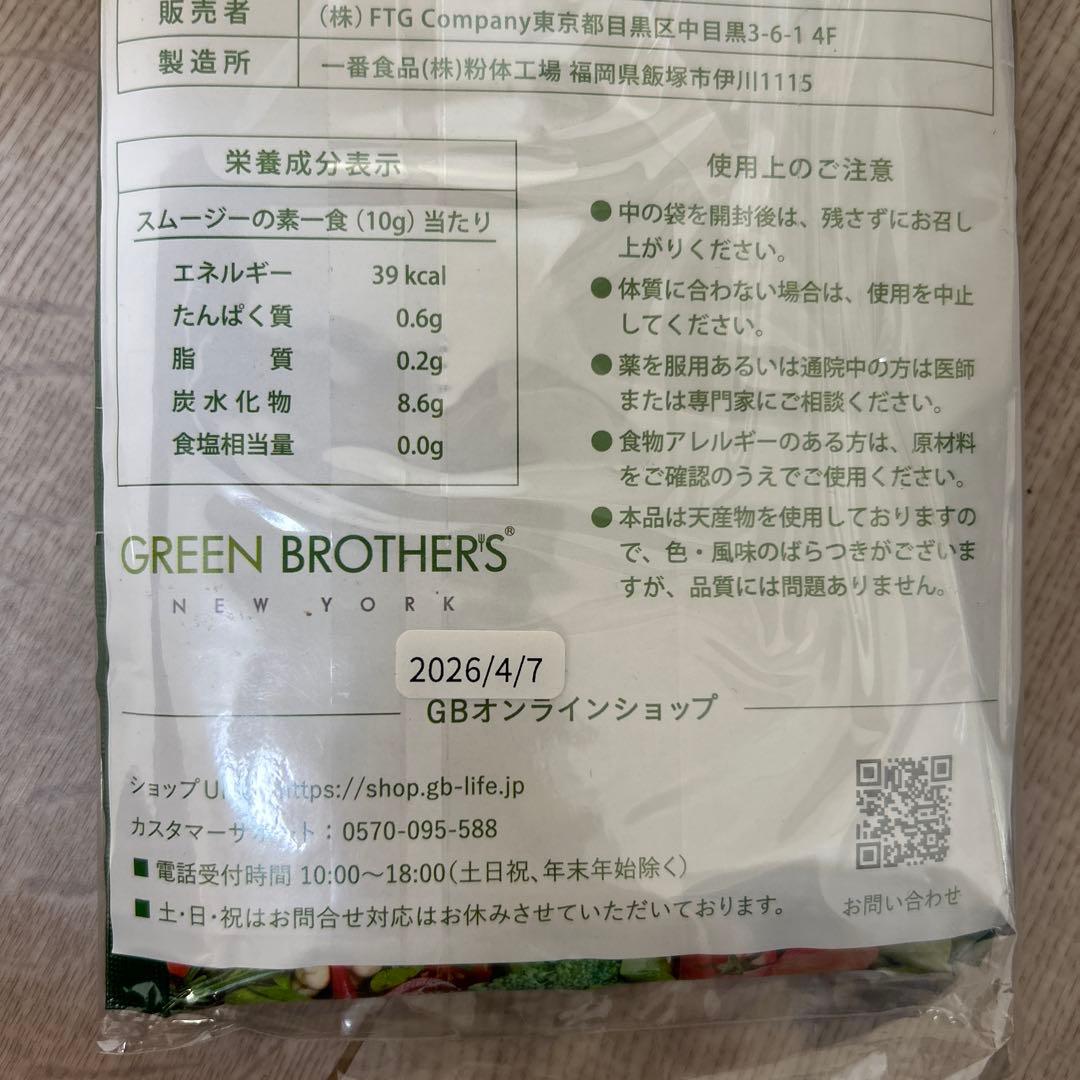 販売者 (株) FTG Company東京都目黒区中目黒3-6-1 4F
製造所 一番食品(株)粉体工場 福岡県飯塚市伊川1115
栄養成分表示
スムージーの素一食(10g)当たり
エネルギー 39 kcal
たんぱく質 0.6g
脂質 0.2g
炭水化物 8.6g
食塩相当量 0.0g
使用上のご注意
●中の袋を開封後は、残さずにお召し
上がりください。
●体質に合わない場合は、使用を中止
してください。
●薬を服用あるいは通院中の方は医師
または専門家にご相談ください。
●食物アレルギーのある方は、原材料
をご確認のうえでご使用ください。
●本品は天産物を使用しておりますの
で、色・風味のばらつきがございま
すが、品質には問題ありません。
GREEN BROTHERS®
NEW YORK
2026/4/7
GBオンラインショップ
ショップU ttps://shop.gb-life.jp
カスタマーサ ト: 0570-095-588
■電話受付時間 10:00〜18:00(土日祝、年末年始除く)
■土・日・祝はお問合せ対応はお休みさせていただいております。
お問い合わせ